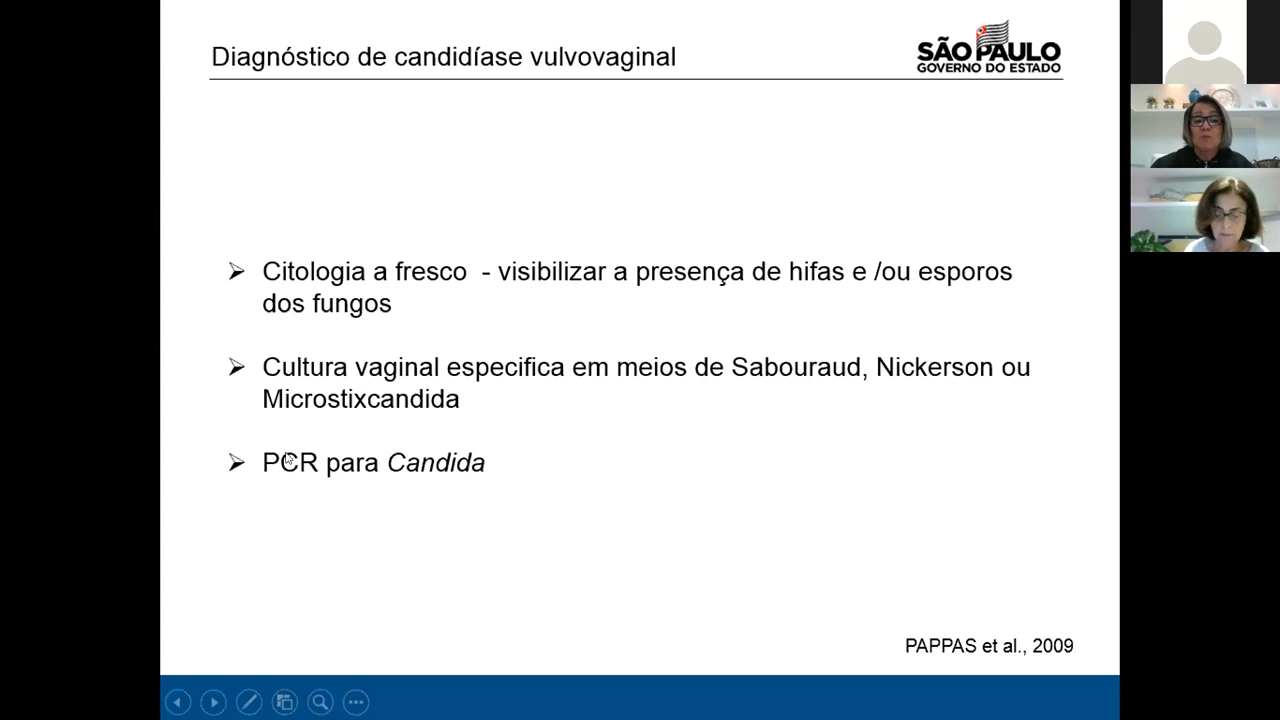 Diagnóstico de candidíase vulvovaginal
SÃO PAULO
GOVERNO DO ESTADO
Citologia a fresco - visibilizar a presença de hifas e /ou esporos
dos fungos
Cultura vaginal especifica em meios de Sabouraud, Nickerson ou
Microstixcandida
PCR para Candida
PAPPAS et al., 2009